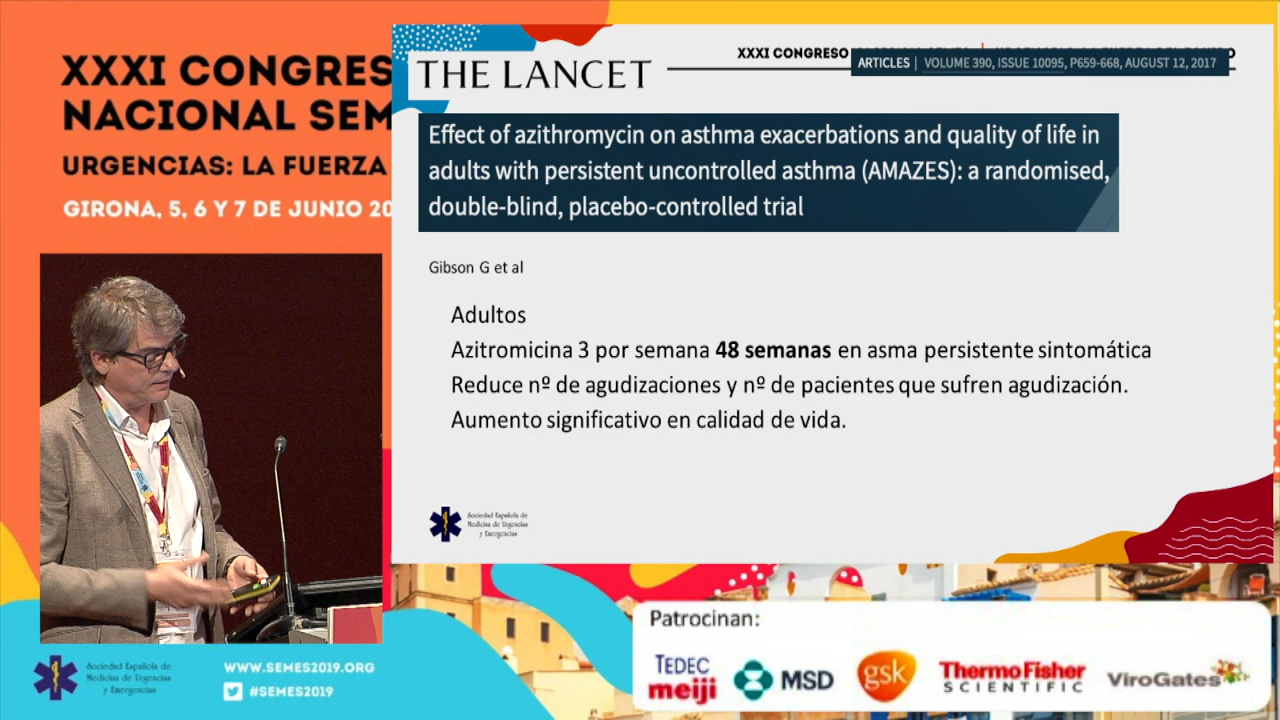 XXXI CONGRES
NACIONAL SEM
URGENCIAS: LA FUERZA
GIRONA, 5, 6 Y 7 DE JUNIO 20
THE LANCET
XXXI CONGRESO
ARTICLES | VOLUME 390, ISSUE 10095, P659-668, AUGUST 12, 2017
Effect of azithromycin on asthma exacerbations and quality of life in
adults with persistent uncontrolled asthma (AMAZES): a randomised,
double-blind, placebo-controlled trial
Gibson G et al
Adultos
Azitromicina 3 por semana 48 semanas en asma persistente sintomática
Reduce nº de agudizaciones y nº de pacientes que sufren agudización.
Aumento significativo en calidad de vida.
Sociedad Española de
Medicina de Urgencias
y Emergencias
Sociedad Española de
Medicina de Urgencias
y Emergencias
WWW.SEMES2019.ORG
#SEMES2019
Patrocinan:
TEDEC
meiji
MSD
gsk
ThermoFisher
SCIENTIFIC
ViroGates